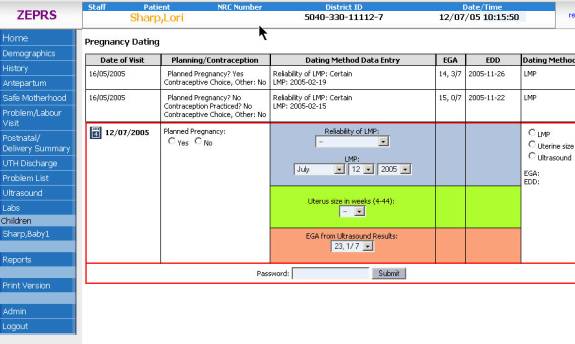 ZEPRS
Staff Patient NRC Number District ID Date/Time
Sharp,Lori 5040-330-11112-7 12/07/05 10:15:50 re
Home
Demographics
History
Antepartum
Safe Motherhood
Problem/Labour
Visit
Postnatal/
Delivery Summary
UTH Discharge
Problem List
Ultrasound
Labs
Children
Sharp,Baby1
Reports
Print Version
Admin
Logout
Pregnancy Dating
Date of Visit Planning/Contraception Dating Method Data Entry EGA EDD Dating Method
16/05/2005 Planned Pregnancy? Yes Reliability of LMP: Certain 14, 3/7 2005-11-26 LMP
Contraceptive Choice, Other: No LMP: 2005-02-19
16/05/2005 Planned Pregnancy? No Reliability of LMP: Certain 15, 0/7 2005-11-22 LMP
Contraception Practiced? No LMP: 2005-02-15
Contraceptive Choice, Other: No
12/07/2005 Planned Pregnancy: Reliability of LMP: LMP
Yes No -- Uterine size
LMP: Ultrasound
July 12 2005 EGA:
EDD:
Uterus size in weeks (4-44):
--
EGA from Ultrasound Results:
23, 1/7
Password: Submit